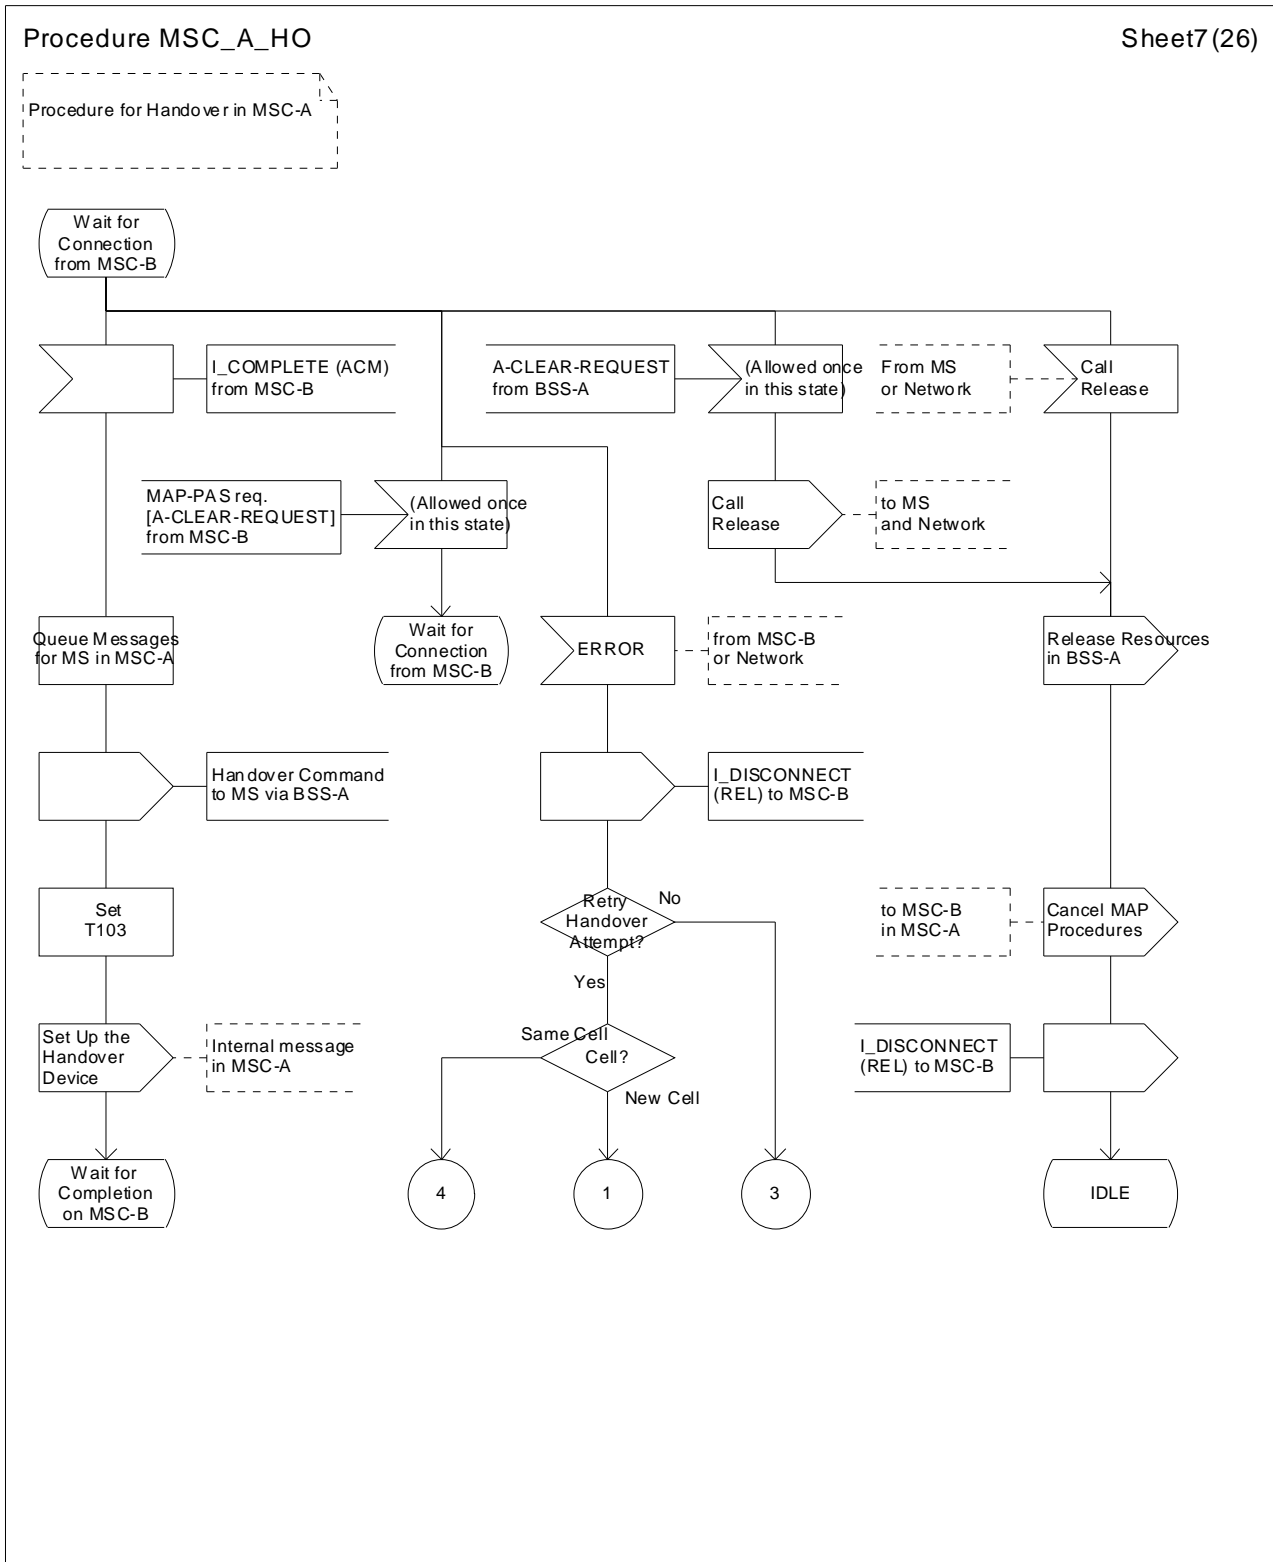 Procedure MSC_A_HO
Sheet7(26)
Procedure for Handover in MSC-A
Wait for
Connection
from MSC-B
I_COMPLETE (ACM)
from MSC-B
A-CLEAR-REQUEST
from BSS-A
(Allowed once
in this state)
From MS
or Network
Call
Release
MAP-PAS req.
[A-CLEAR-REQUEST]
from MSC-B
(Allowed once
in this state)
Call
Release
to MS
and Network
Queue Messages
for MS in MSC-A
Wait for
Connection
from MSC-B
ERROR
from MSC-B
or Network
Release Resources
in BSS-A
Handover Command
to MS via BSS-A
I_DISCONNECT
(REL) to MSC-B
Set
T103
Retry
Handover
Attempt?
No
Yes
to MSC-B
in MSC-A
Cancel MAP
Procedures
Set Up the
Handover
Device
Internal message
in MSC-A
Same Cell
Cell?
New Cell
I_DISCONNECT
(REL) to MSC-B
Wait for
Completion
on MSC-B
4
1
3
IDLE